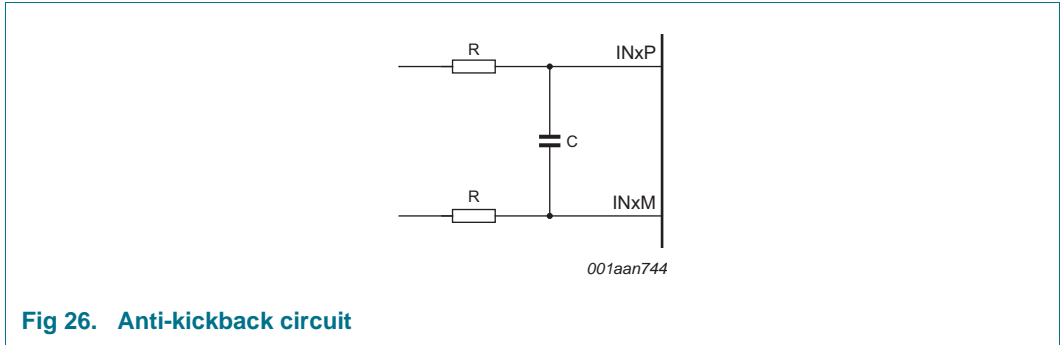 R
INxP
C
R
INxM
001aan744
Fig 26. Anti-kickback circuit